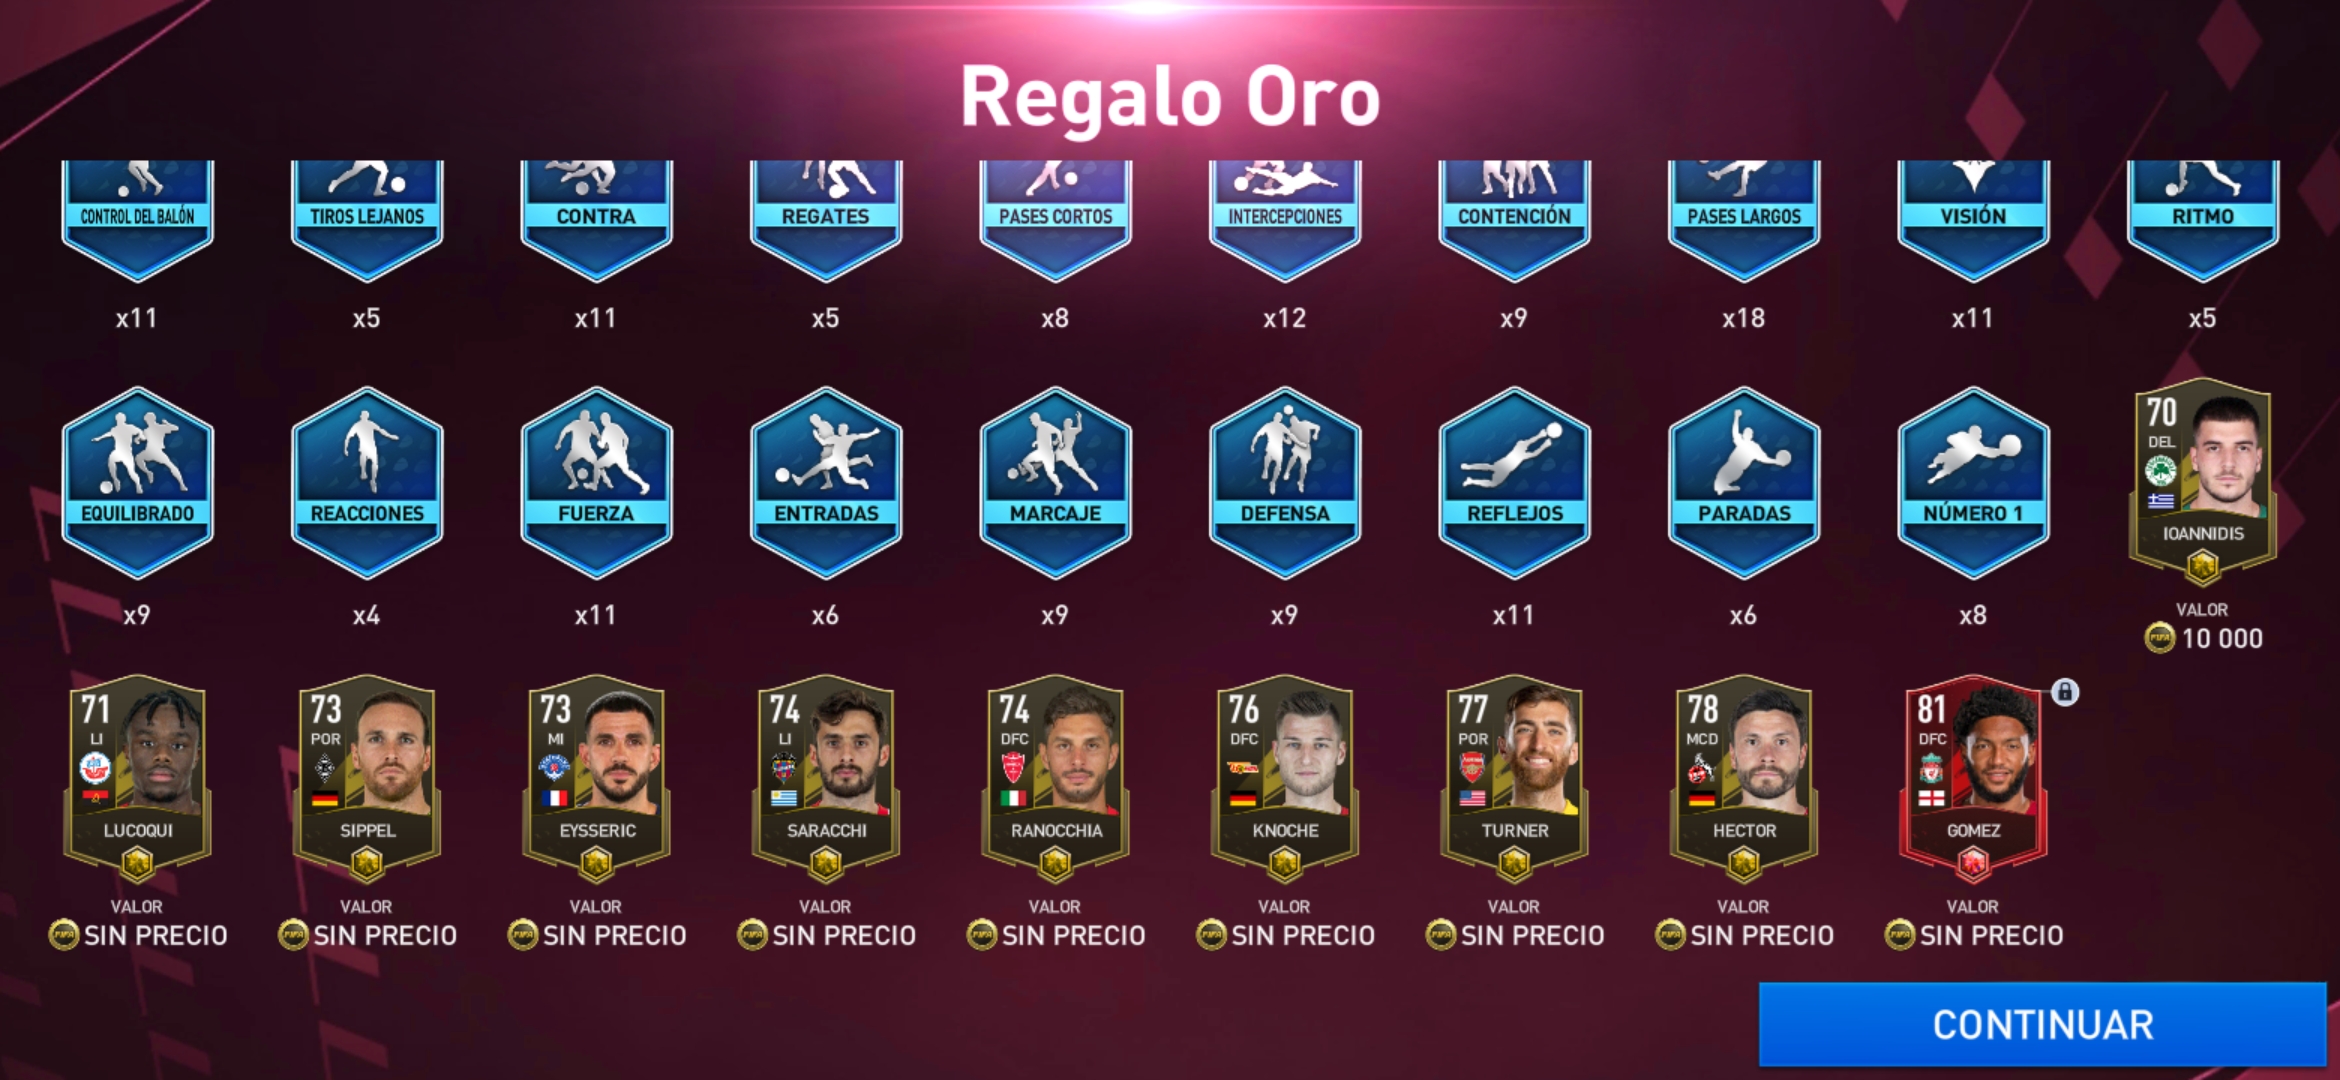 Regalo Oro
CONTROL DEL BALÓN TIROS LEJANOS CONTRA REGATES PASES CORTOS INTERCEPCIONES CONTENCIÓN PASES LARGOS VISIÓN RITMO
x11 x5 x11 x5 x8 x12 x9 x18 x11 x5
70
DEL
EQUILIBRADO REACCIONES FUERZA ENTRADAS MARCAJE DEFENSA REFLEJOS PARADAS NÚMERO 1
IOANNIDIS
x9 x4 x11 x6 x9 x9 x11 x6 x8
VALOR
10 000
71 73 73 74 74 76 77 78 81
LI POR MI LI DFC DFC POR MCD DFC
LUCOQUI SIPPEL EYSSERIC SARACCHI RANOCCHIA KNOCHE TURNER HECTOR GOMEZ
VALOR VALOR VALOR VALOR VALOR VALOR VALOR VALOR VALOR
SIN PRECIO SIN PRECIO SIN PRECIO SIN PRECIO SIN PRECIO SIN PRECIO SIN PRECIO SIN PRECIO SIN PRECIO
CONTINUAR